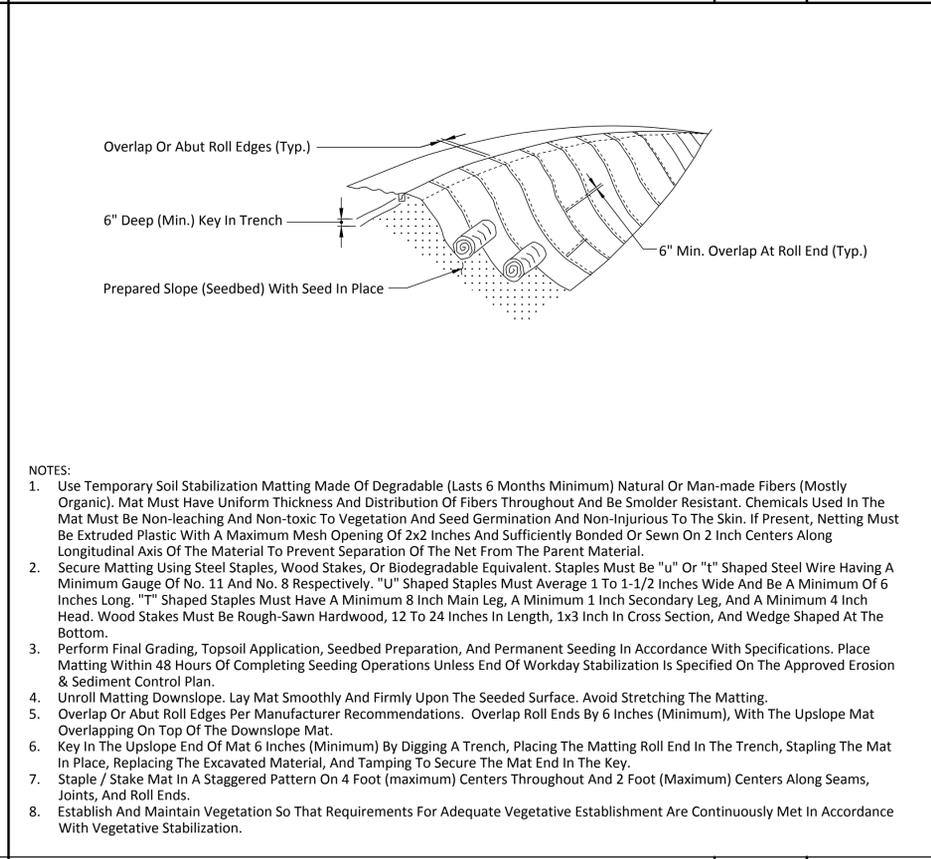 Overlap Or Abut Roll Edges (Typ.)
6" Deep (Min.) Key In Trench
6" Min. Overlap At Roll End (Typ.)
Prepared Slope (Seedbed) With Seed In Place
NOTES:
1. Use Temporary Soil Stabilization Matting Made Of Degradable (Lasts 6 Months Minimum) Natural Or Man-made Fibers (Mostly
Organic). Mat Must Have Uniform Thickness And Distribution Of Fibers Throughout And Be Smolder Resistant. Chemicals Used In The
Mat Must Be Non-leaching And Non-toxic To Vegetation And Seed Germination And Non-Injurious To The Skin. If Present, Netting Must
Be Extruded Plastic With A Maximum Mesh Opening Of 2x2 Inches And Sufficiently Bonded Or Sewn On 2 Inch Centers Along
Longitudinal Axis Of The Material To Prevent Separation Of The Net From The Parent Material.
2. Secure Matting Using Steel Staples, Wood Stakes, Or Biodegradable Equivalent. Staples Must Be "u" Or "t" Shaped Steel Wire Having A
Minimum Gauge Of No. 11 And No. 8 Respectively. "U" Shaped Staples Must Average 1 To 1-1/2 Inches Wide And Be A Minimum Of 6
Inches Long. "T" Shaped Staples Must Have A Minimum 8 Inch Main Leg, A Minimum 1 Inch Secondary Leg, And A Minimum 4 Inch
Head. Wood Stakes Must Be Rough-Sawn Hardwood, 12 To 24 Inches In Length, 1x3 Inch In Cross Section, And Wedge Shaped At The
Bottom.
3. Perform Final Grading, Topsoil Application, Seedbed Preparation, And Permanent Seeding In Accordance With Specifications. Place
Matting Within 48 Hours Of Completing Seeding Operations Unless End Of Workday Stabilization Is Specified On The Approved Erosion
& Sediment Control Plan.
4. Unroll Matting Downslope. Lay Mat Smoothly And Firmly Upon The Seeded Surface. Avoid Stretching The Matting.
5. Overlap Or Abut Roll Edges Per Manufacturer Recommendations. Overlap Roll Ends By 6 Inches (Minimum), With The Upslope Mat
Overlapping On Top Of The Downslope Mat.
6. Key In The Upslope End Of Mat 6 Inches (Minimum) By Digging A Trench, Placing The Matting Roll End In The Trench, Stapling The Mat
In Place, Replacing The Excavated Material, And Tamping To Secure The Mat End In The Key.
7. Staple / Stake Mat In A Staggered Pattern On 4 Foot (maximum) Centers Throughout And 2 Foot (Maximum) Centers Along Seams,
Joints, And Roll Ends.
8. Establish And Maintain Vegetation So That Requirements For Adequate Vegetative Establishment Are Continuously Met In Accordance
With Vegetative Stabilization.